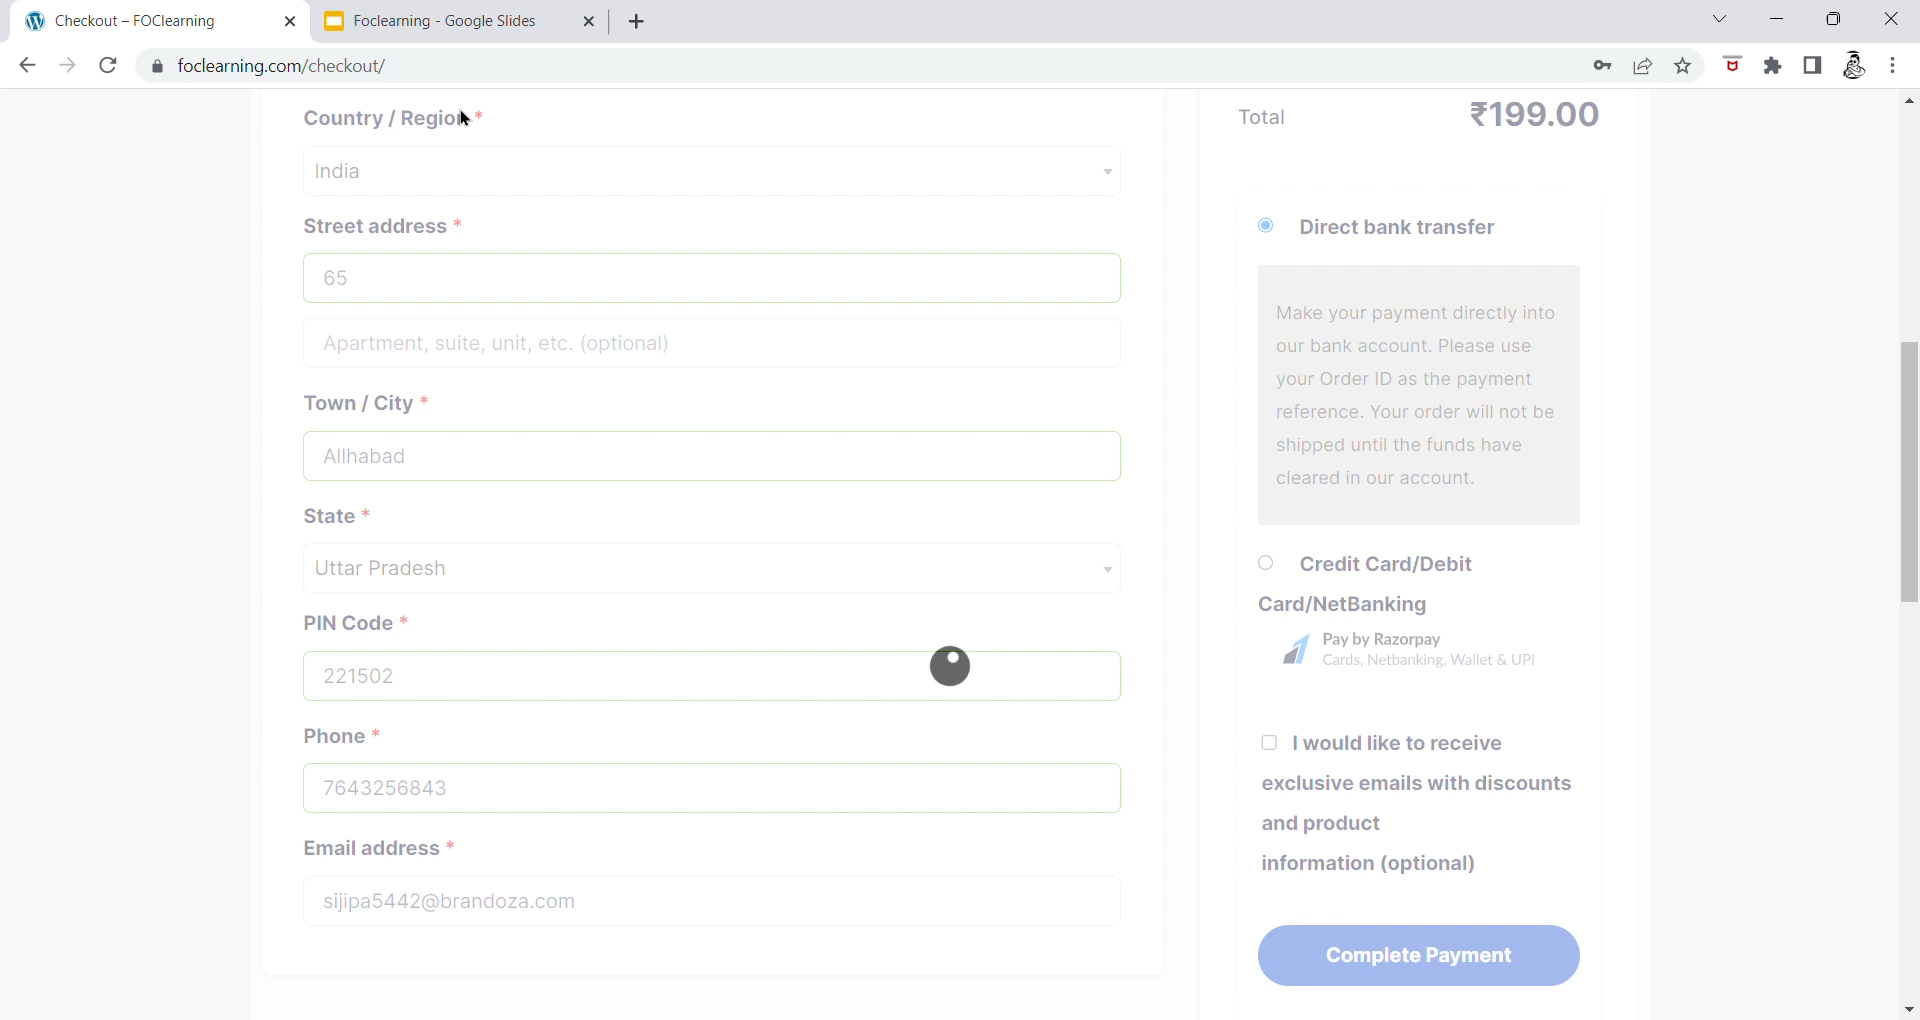 Checkout – FOClearning
Foclearning - Google Slides
foclearning.com/checkout/
Country / Region *
India
Street address *
65
Apartment, suite, unit, etc. (optional)
Town / City *
Allhabad
State *
Uttar Pradesh
PIN Code *
221502
Phone *
7643256843
Email address *
sijipa5442@brandoza.com
Total ₹199.00
Direct bank transfer
Make your payment directly into
our bank account. Please use
your Order ID as the payment
reference. Your order will not be
shipped until the funds have
cleared in our account.
Credit Card/Debit
Card/NetBanking
Pay by Razorpay
Cards, Netbanking, Wallet & UPI
I would like to receive
exclusive emails with discounts
and product
information (optional)
Complete Payment